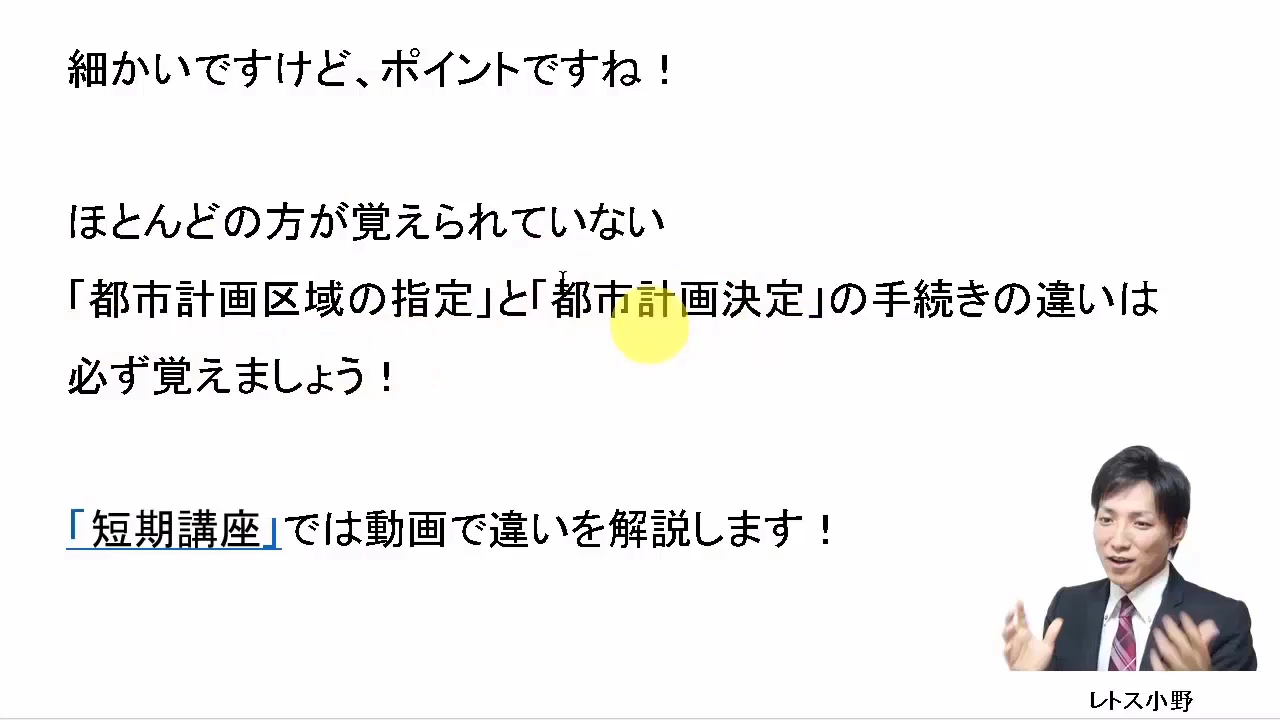 細かいですけど、ポイントですね！
ほとんどの方が覚えられていない
「都市計画区域の指定」と「都市計画決定」の手続きの違いは
必ず覚えましょう！
「短期講座」では動画で違いを解説します！
レトス小野